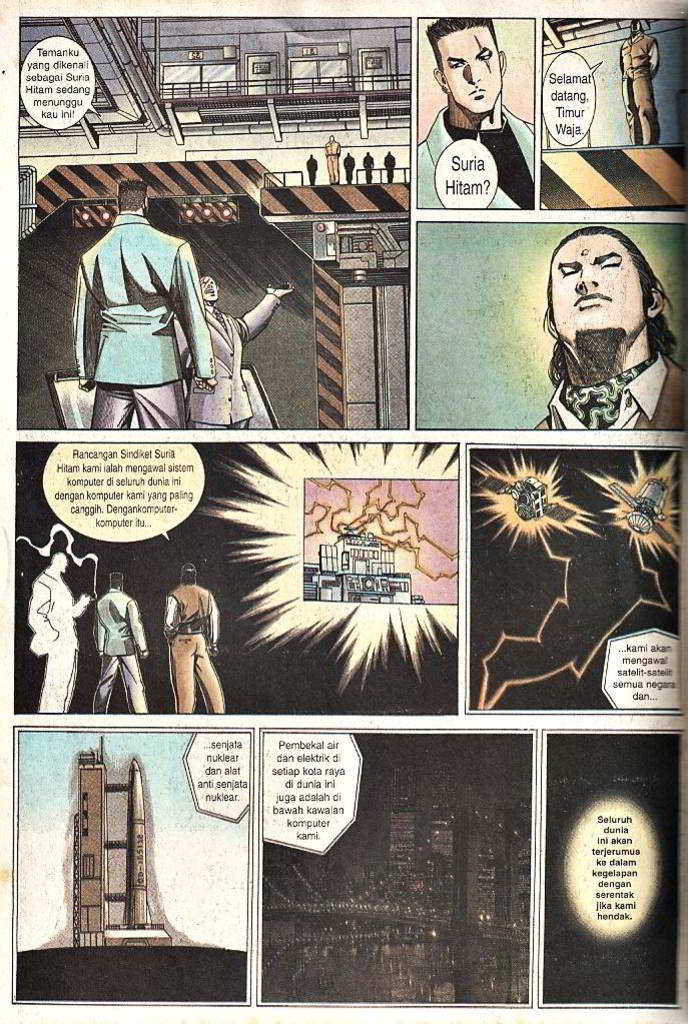 Temanku
yang dikenali
sebagai Suria
Hitam sedang
menunggu
kau ini!
Suria
Hitam?
Selamat
datang,
Timur
Waja.
Rancangan Sindiket Suria
Hitam kami ialah mengawal sistem
komputer di seluruh dunia ini
dengan komputer kami yang paling
canggih. Dengankomputer-
komputer itu...
...kami akan
mengawal
satelit-satelit
semua negara
dan...
...senjata
nuklear
dan alat
anti senjata
nuklear.
Pembekal air
dan elektrik di
setiap kota raya
di dunia ini
juga adalah di
bawah kawalan
komputer
kami.
Seluruh
dunia
ini akan
terjerumus
ke dalam
kegelapan
dengan
serentak
jika kami
hendak.